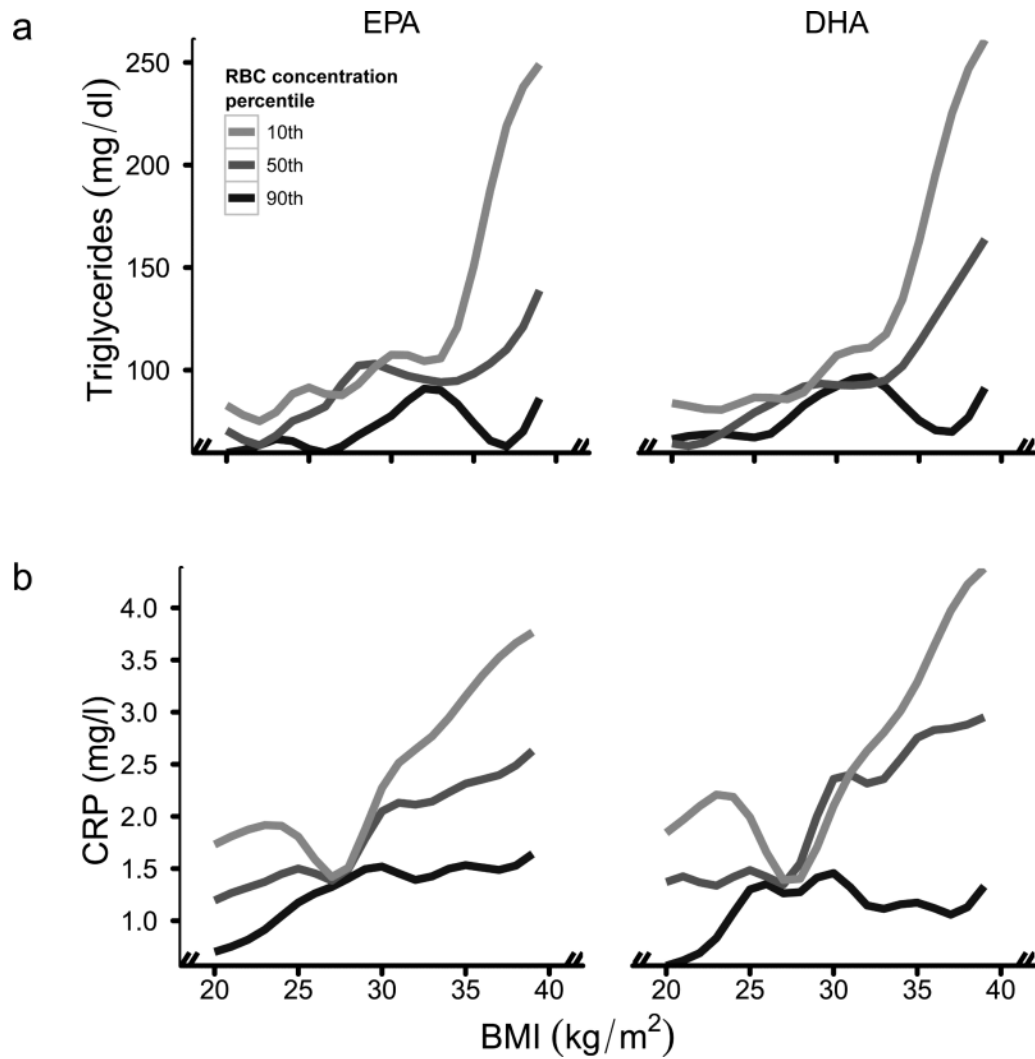 a
EPA
DHA
Triglycerides (mg/dl)
250
200
150
100
RBC concentration
percentile
10th
50th
90th
b
CRP (mg/l)
4.0
3.5
3.0
2.5
2.0
1.5
1.0
20 25 30 35 40
20 25 30 35 40
BMI (kg/m²)